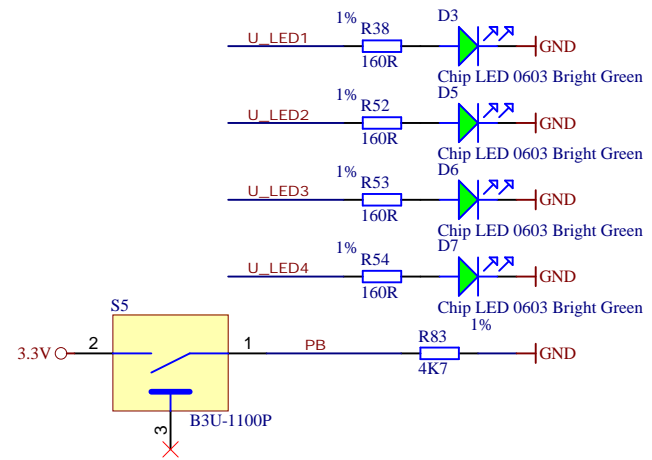 D3
1% R38
U_LED1
160R
GND
Chip LED 0603 Bright Green
D5
1% R52
U_LED2
160R
GND
Chip LED 0603 Bright Green
D6
1% R53
U_LED3
160R
GND
Chip LED 0603 Bright Green
D7
1% R54
U_LED4
160R
GND
Chip LED 0603 Bright Green
S5
1%
R83
3.3V 2 1 PB GND
4K7
B3U-1100P
3